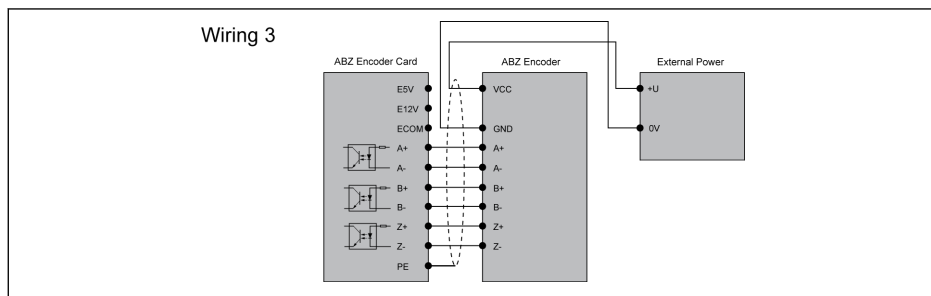 Wiring 3
ABZ Encoder Card
ABZ Encoder
External Power
E5V
E12V
ECOM
A+
A-
B+
B-
Z+
Z-
PE
VCC
GND
A+
A-
B+
B-
Z+
Z-
+U
0V